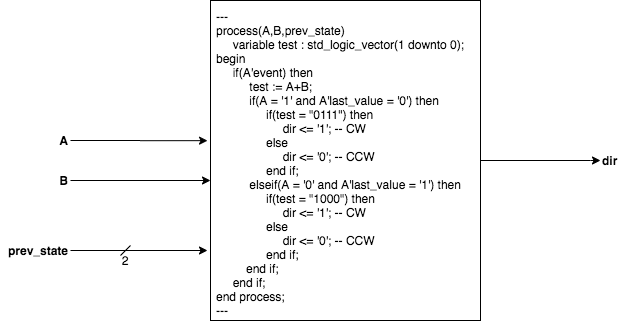 ---
process(A,B,prev_state)
variable test : std_logic_vector(1 downto 0);
begin
if(A'event) then
test := A+B;
if(A = '1' and A'last_value = '0') then
if(test = "0111") then
dir <= '1'; -- CW
else
dir <= '0'; -- CCW
end if;
elseif(A = '0' and A'last_value = '1') then
if(test = "1000") then
dir <= '1'; -- CW
else
dir <= '0'; -- CCW
end if;
end if;
end if;
end process;
---
A
B
prev_state
2
dir